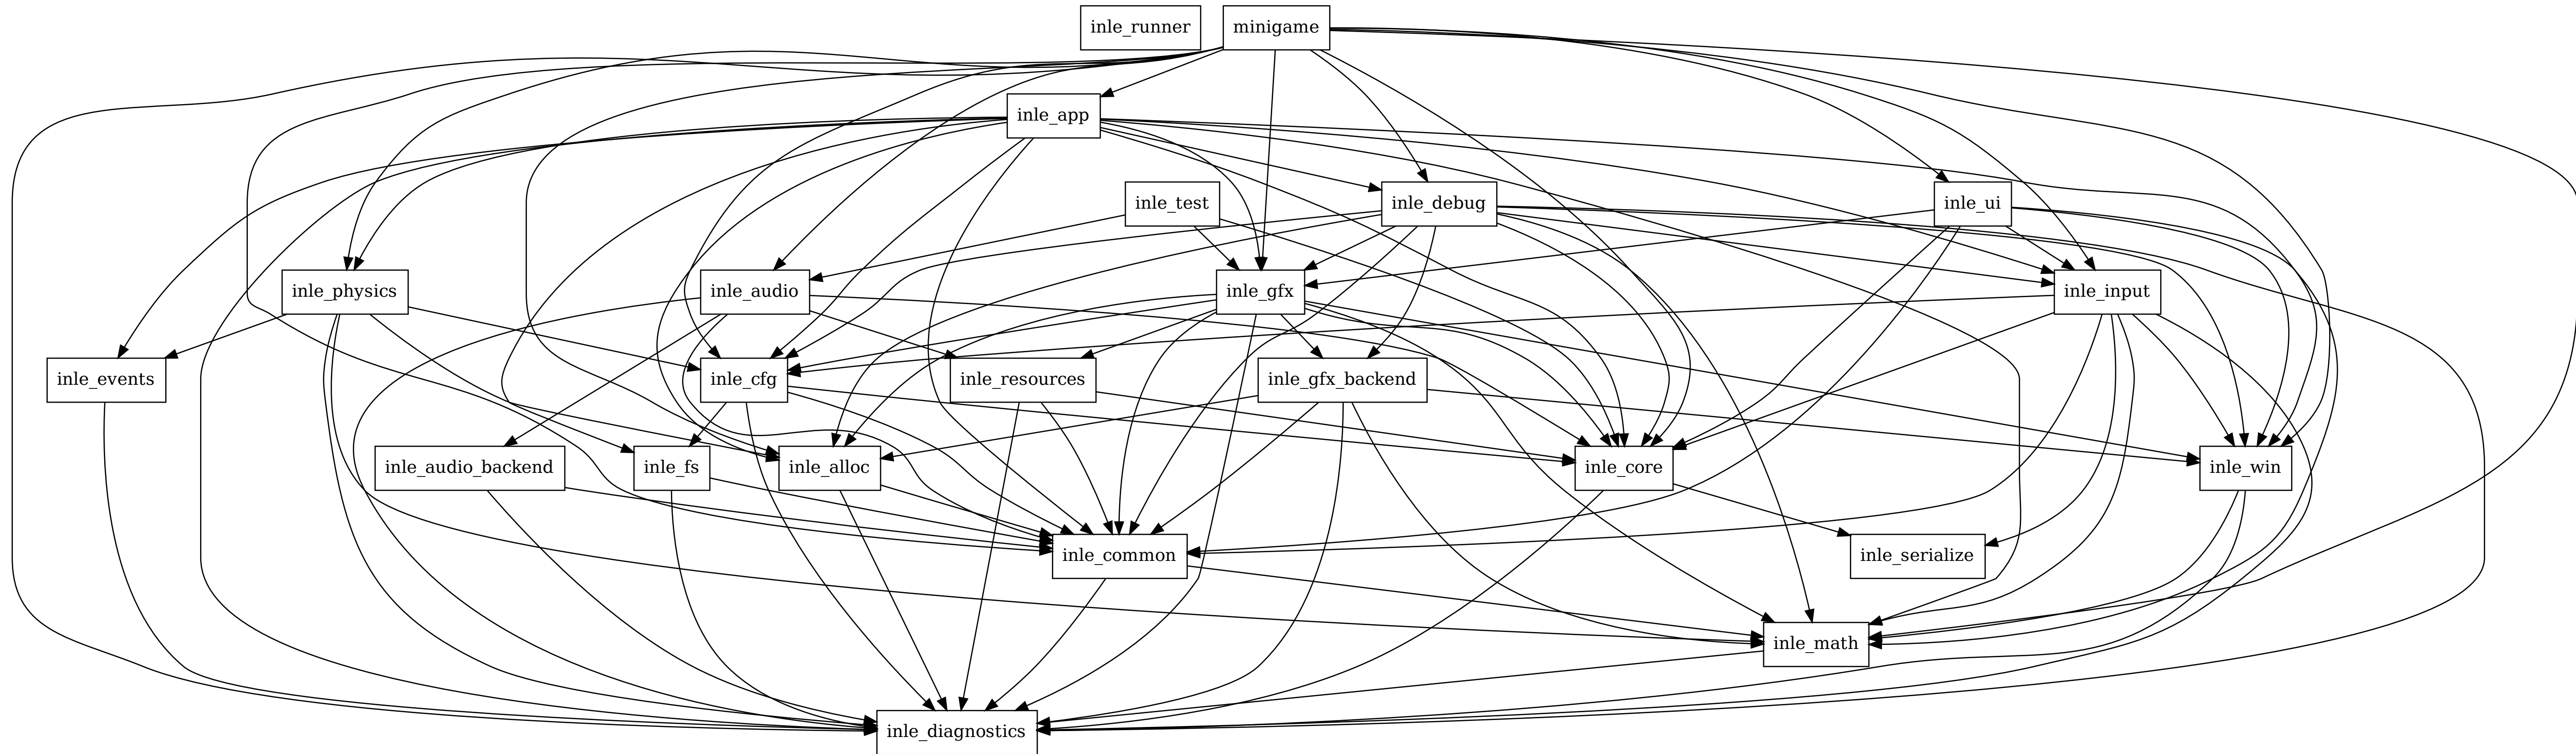 inle_runner
minigame
inle_app
inle_test
inle_debug
inle_ui
inle_physics
inle_audio
inle_gfx
inle_input
inle_events
inle_cfg
inle_resources
inle_gfx_backend
inle_audio_backend
inle_fs
inle_alloc
inle_core
inle_win
inle_common
inle_serialize
inle_math
inle_diagnostics